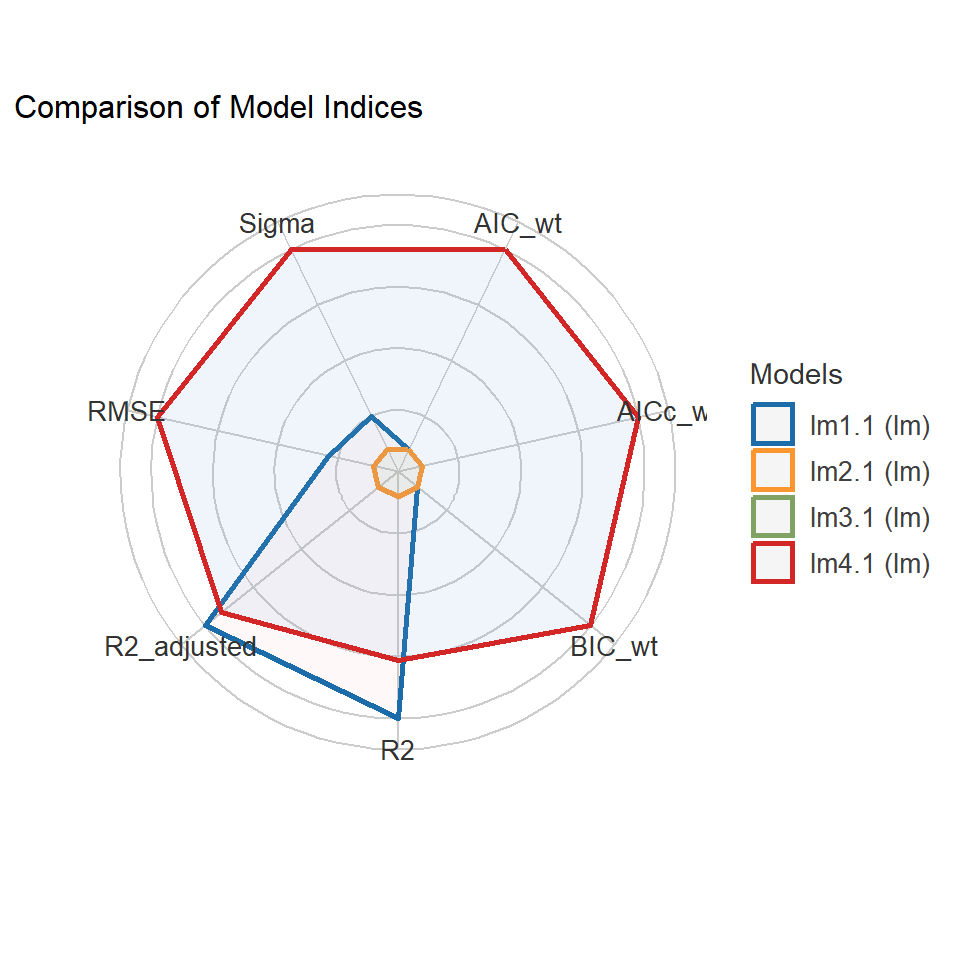 Comparison of Model Indices
Sigma
AIC_wt
RMSE
AICc_w
R2_adjusted
BIC_wt
R2
Models
lm1.1 (lm)
lm2.1 (lm)
lm3.1 (lm)
lm4.1 (lm)